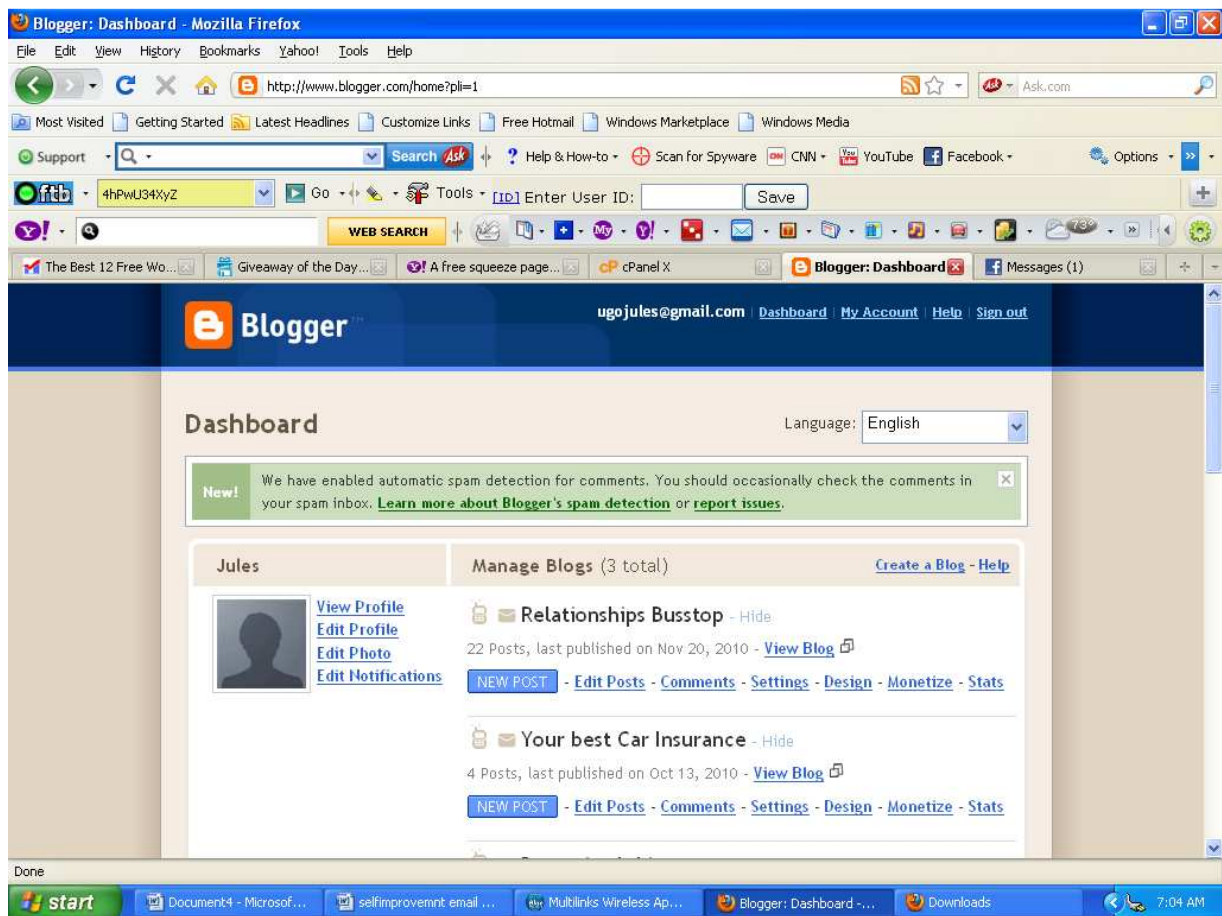 Blogger: Dashboard - Mozilla Firefox
File Edit View History Bookmarks Yahoo! Tools Help
http://www.blogger.com/home?pli=1 Ask Ask.com
Most Visited Getting Started Latest Headlines Customize Links Free Hotmail Windows Marketplace Windows Media
Support Search Ask ? Help & How-to Scan for Spyware CNN CNN You Tube YouTube Facebook Options »
ftb 4hPwU34XyZ Go Tools [ID] Enter User ID: Save +
Y! WEB SEARCH My Y! 73° »
The Best 12 Free Wo... Giveaway of the Day... A free squeeze page... cP cPanel X Blogger: Dashboard Messages (1)
Blogger™ ugojules@gmail.com | Dashboard | My Account | Help | Sign out
Dashboard Language: English
New! We have enabled automatic spam detection for comments. You should occasionally check the comments in
your spam inbox. Learn more about Blogger's spam detection or report issues.
Jules Manage Blogs (3 total) Create a Blog - Help
View Profile
Edit Profile
Edit Photo
Edit Notifications
Relationships Busstop - Hide
22 Posts, last published on Nov 20, 2010 - View Blog
NEW POST - Edit Posts - Comments - Settings - Design - Monetize - Stats
Your best Car Insurance - Hide
4 Posts, last published on Oct 13, 2010 - View Blog
NEW POST - Edit Posts - Comments - Settings - Design - Monetize - Stats
Done
start Document4 - Microsof... selfimprovemnt email ... Multilinks Wireless Ap... Blogger: Dashboard -... Downloads 7:04 AM